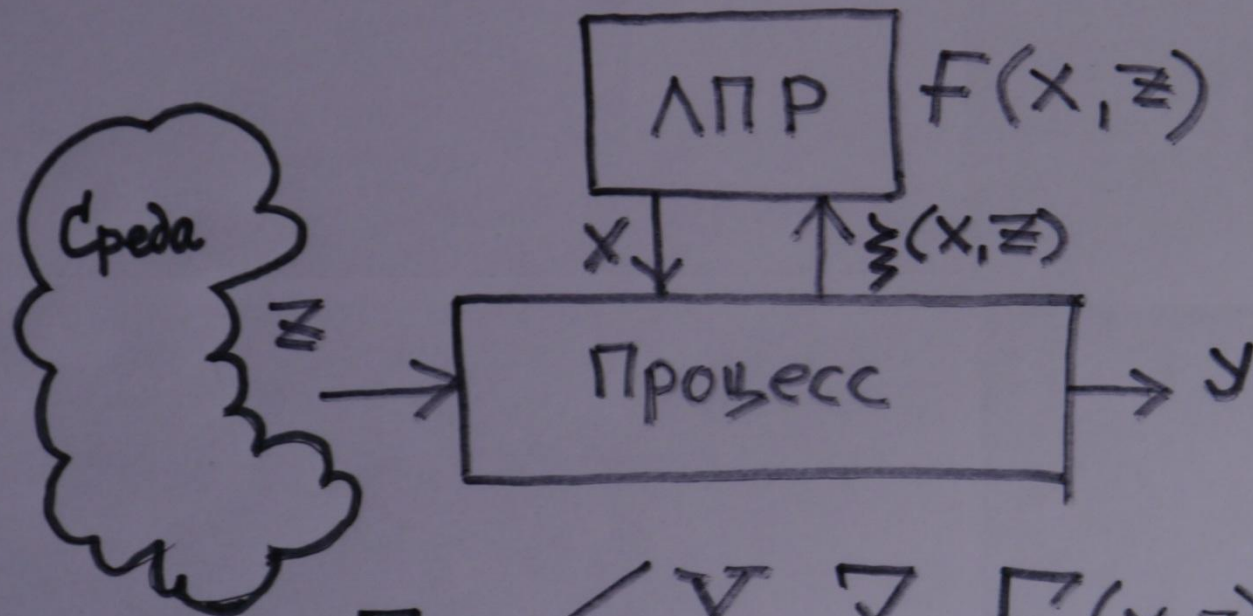 ЛПР
F(X,Z)
Среда
X
ξ(X,Z)
Z
Процесс
У